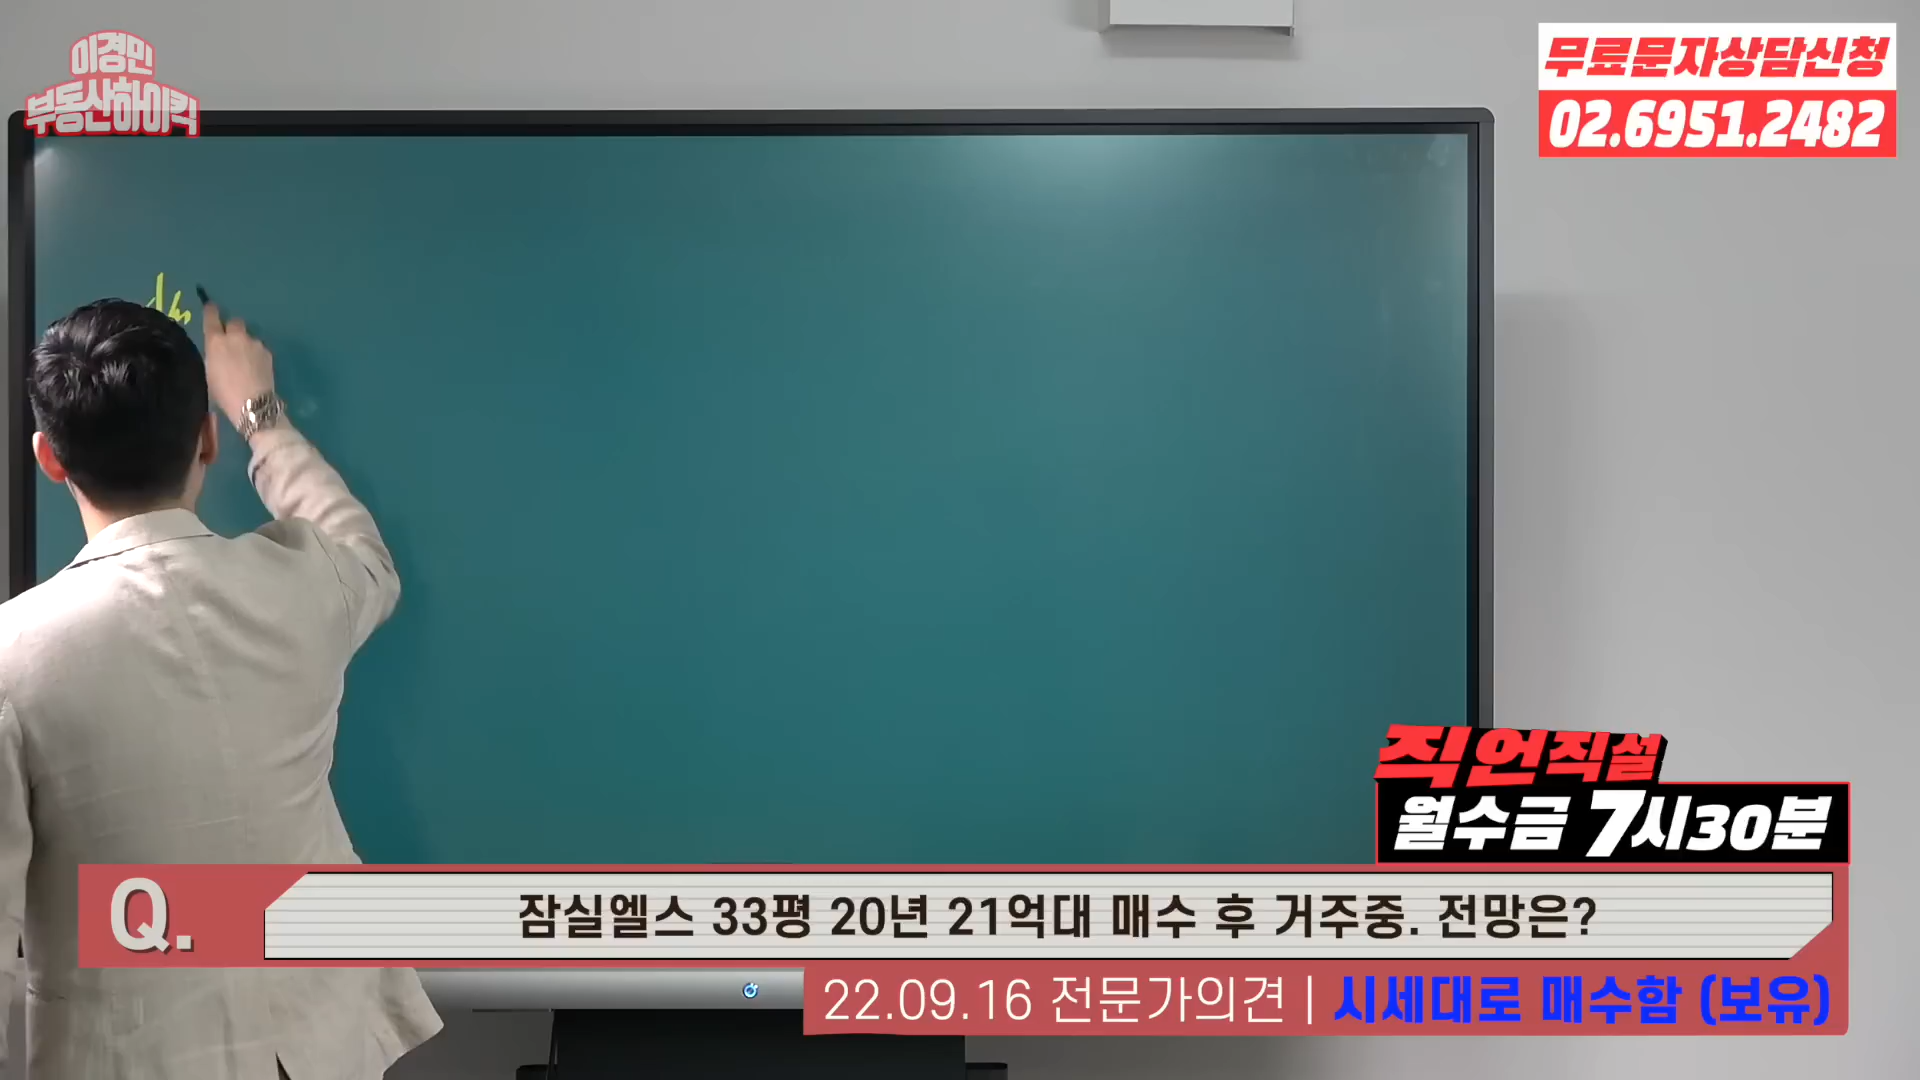 이경민
부동산하이킥
무료문자상담신청
02.6951.2482
직언직설
월수금 7시30분
Q. 잠실엘스 33평 20년 21억대 매수 후 거주중. 전망은?
22.09.16 전문가의견 | 시세대로 매수함 (보유)